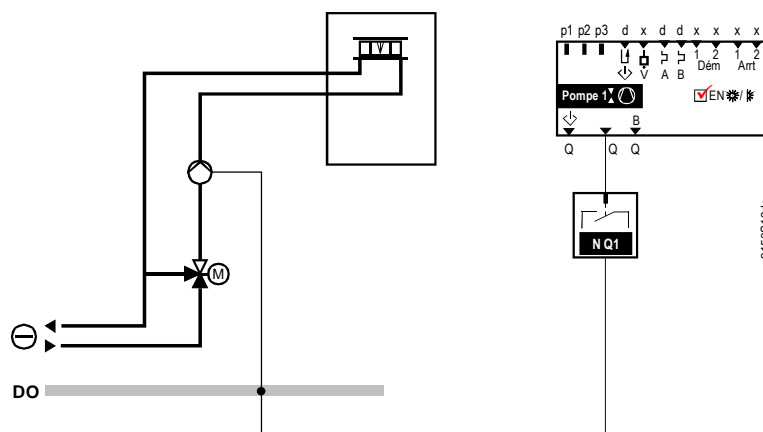 p1 p2 p3 d x d d x x x x
1 2 1 2
V A B Dém Arrt
Pompe 1 EN /
B
Q Q Q
N Q1
M
DO